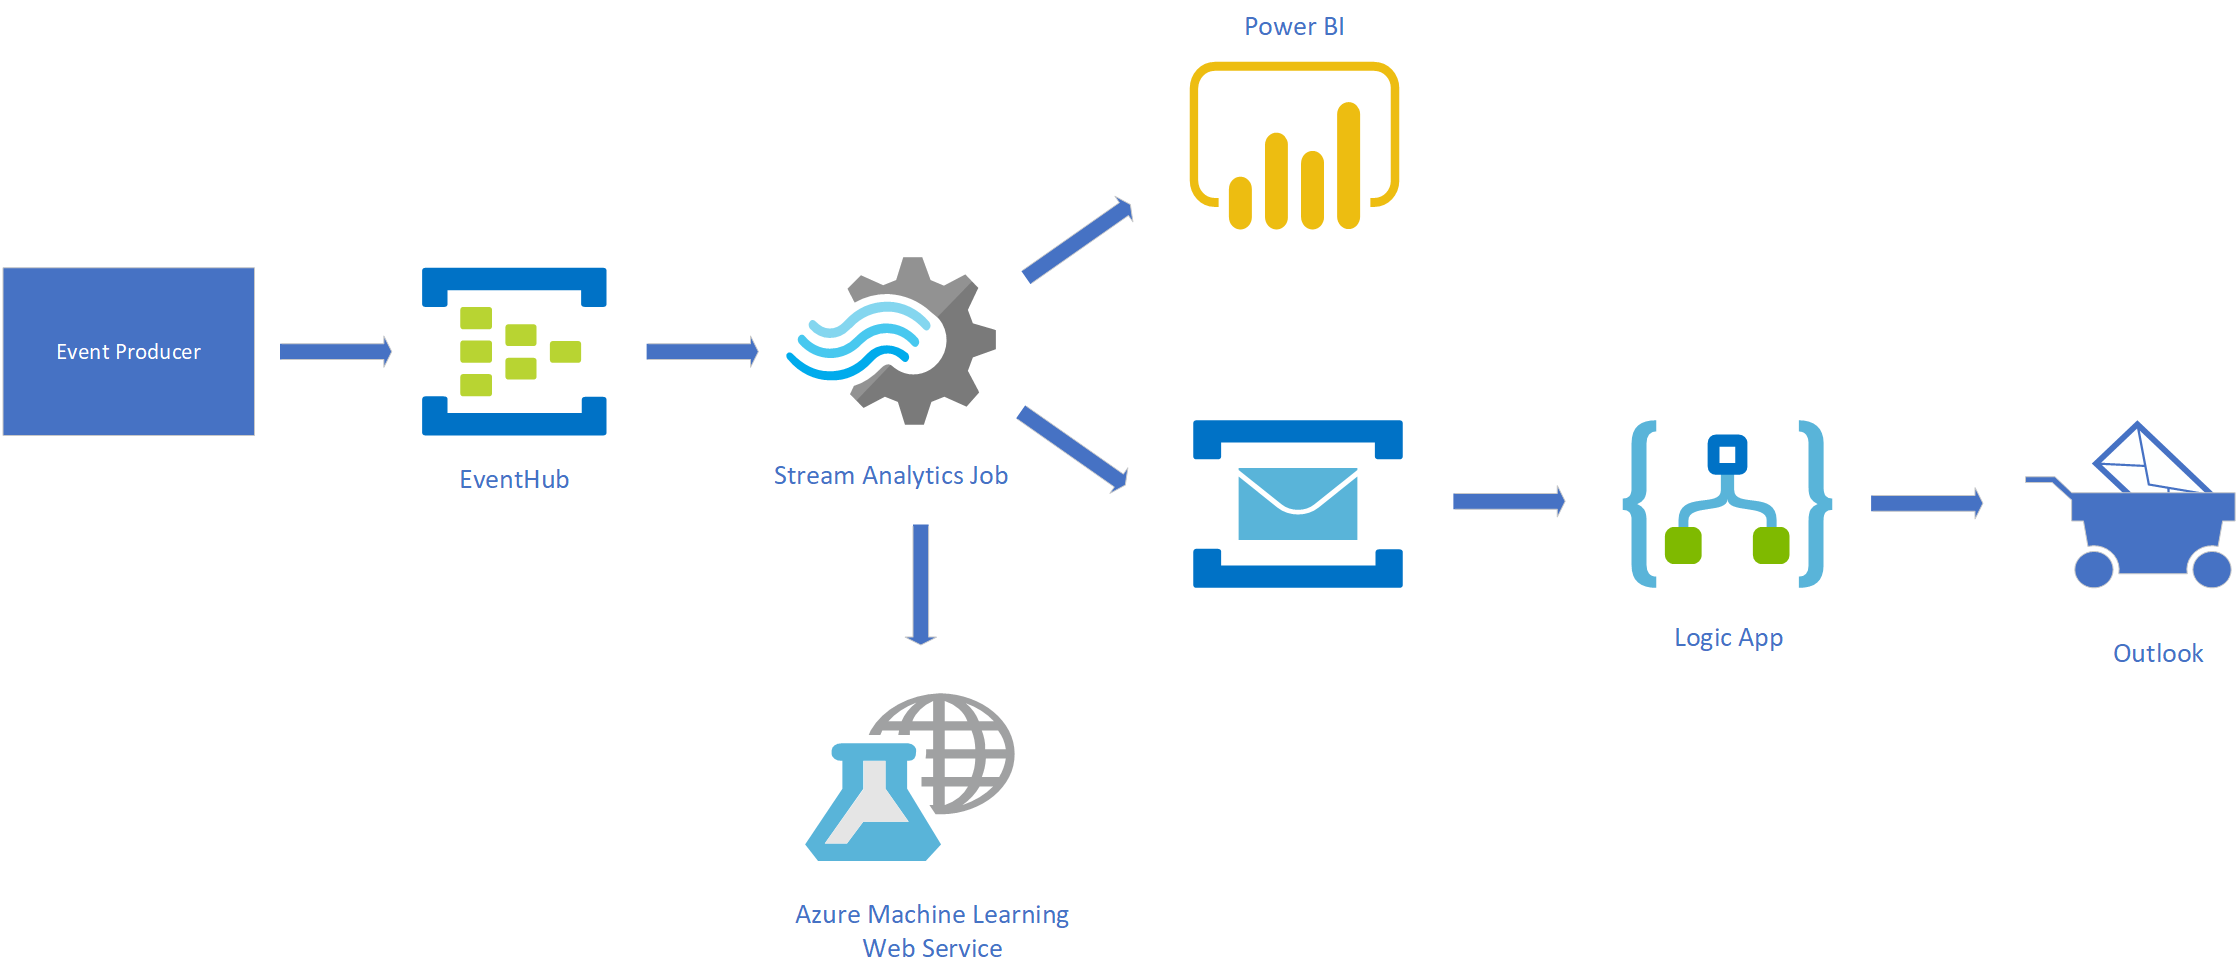 Power BI
Event Producer
EventHub
Stream Analytics Job
Logic App
Outlook
Azure Machine Learning
Web Service